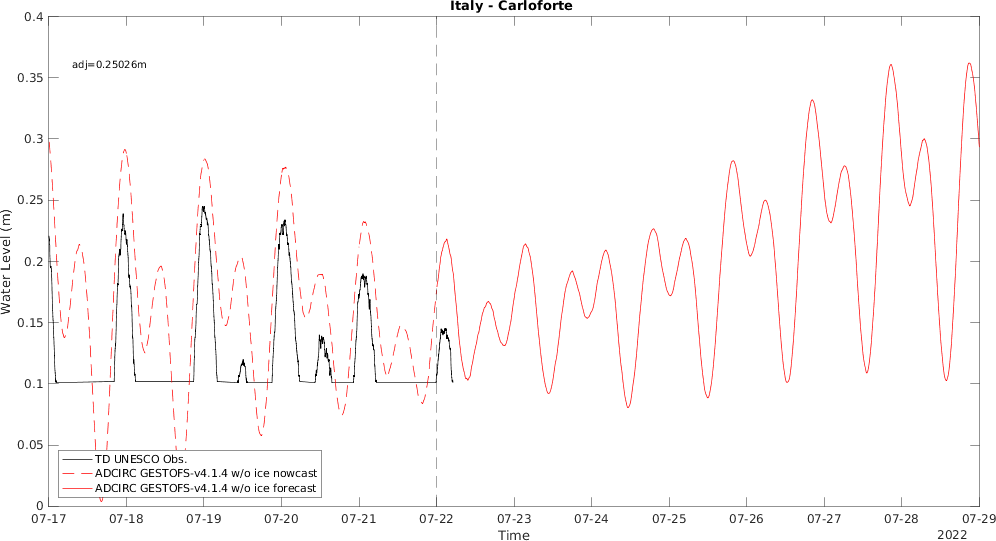 Italy - Carloforte
0.4
0.35
0.3
0.25
0.2
0.15
0.1
0.05
0
Water Level (m)
adj=0.25026m
TD UNESCO Obs.
ADCIRC GESTOFS-v4.1.4 w/o ice nowcast
ADCIRC GESTOFS-v4.1.4 w/o ice forecast
07-17 07-18 07-19 07-20 07-21 07-22 07-23 07-24 07-25 07-26 07-27 07-28 07-29
Time
2022